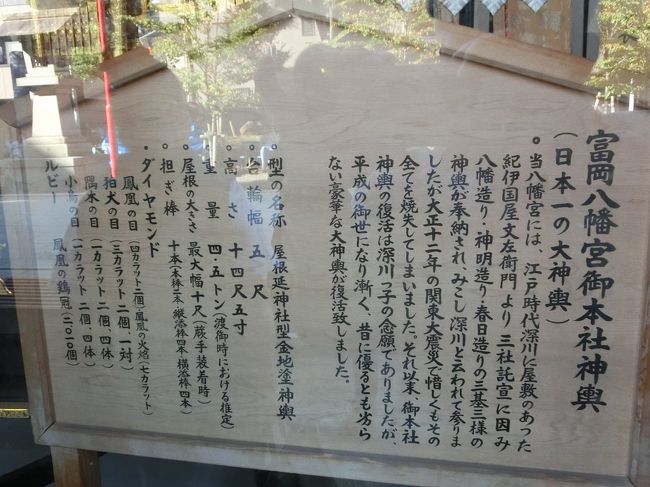 富岡八幡宮御本社神輿
（日本一の大神輿）
◦当八幡宮には、江戸時代深川に屋敷のあった
紀伊国屋文左衛門より三社託宣に因み
八幡造り・神明造り・春日造りの三基三様の
神輿が奉納され、みこし深川と云われて参りま
したが大正十二年の関東大震災で惜しくもその
全てを焼失してしまいました。それ以来、御本社
神輿の復活は深川っ子の念願でありましたが、
平成の御世になり漸く、昔に優るとも劣ら
ない豪華な大神輿が復活致しました。
◦型の名称 屋根延神社型（金地塗）神輿
◦台輪幅 五尺
◦高さ 十四尺五寸
◦重量 四・五トン（渡御時における推定）
◦屋根の大きさ 最大幅十尺（蕨手装着時）
◦担ぎ棒 十本（本棒二本 縦添棒四本 横添棒四本）
・ダイヤモンド
鳳凰の目（四カラット二個・鳳凰の火焔（七カラット）
狛犬の目（三カラット二個、一対）
隅木の目（一カラット二個、四体）
小鳥の目（一カラット二個、四体）
ルビー 鳳凰の鶏冠（二〇一〇個）